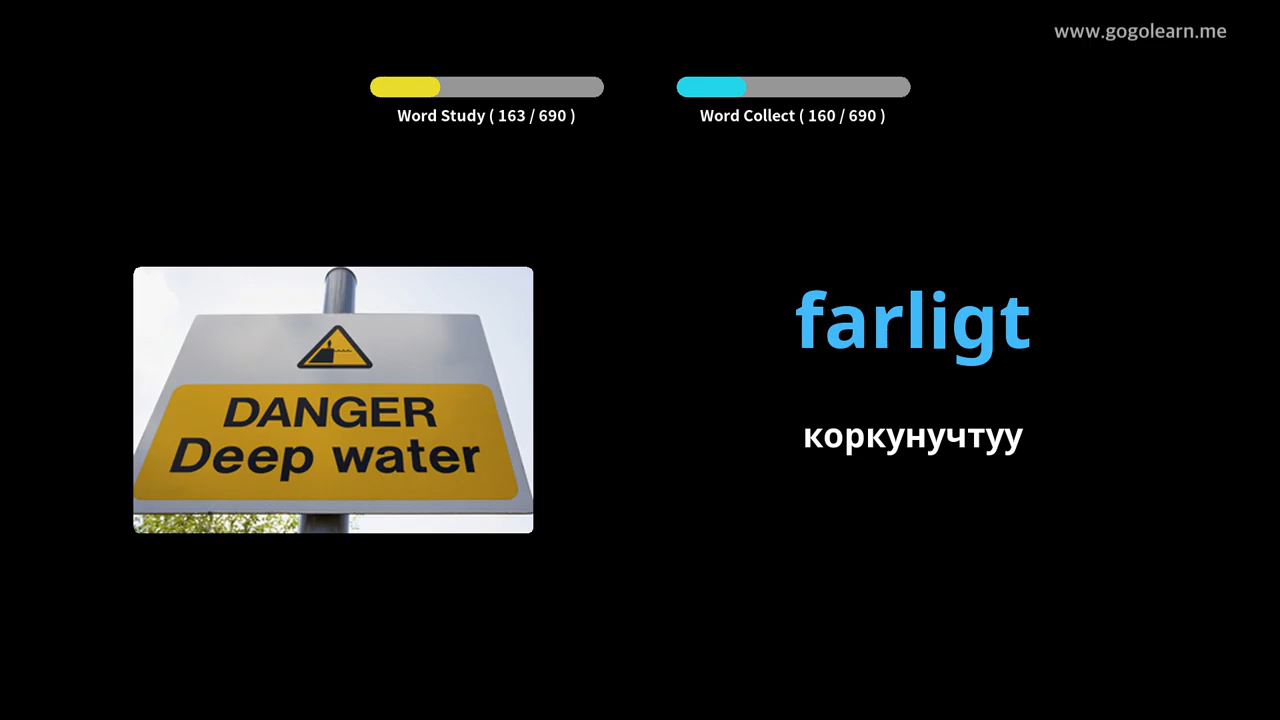 www.gogolearn.me
Word Study ( 163 / 690 )
Word Collect ( 160 / 690 )
DANGER
Deep water
farligt
коркунучтуу